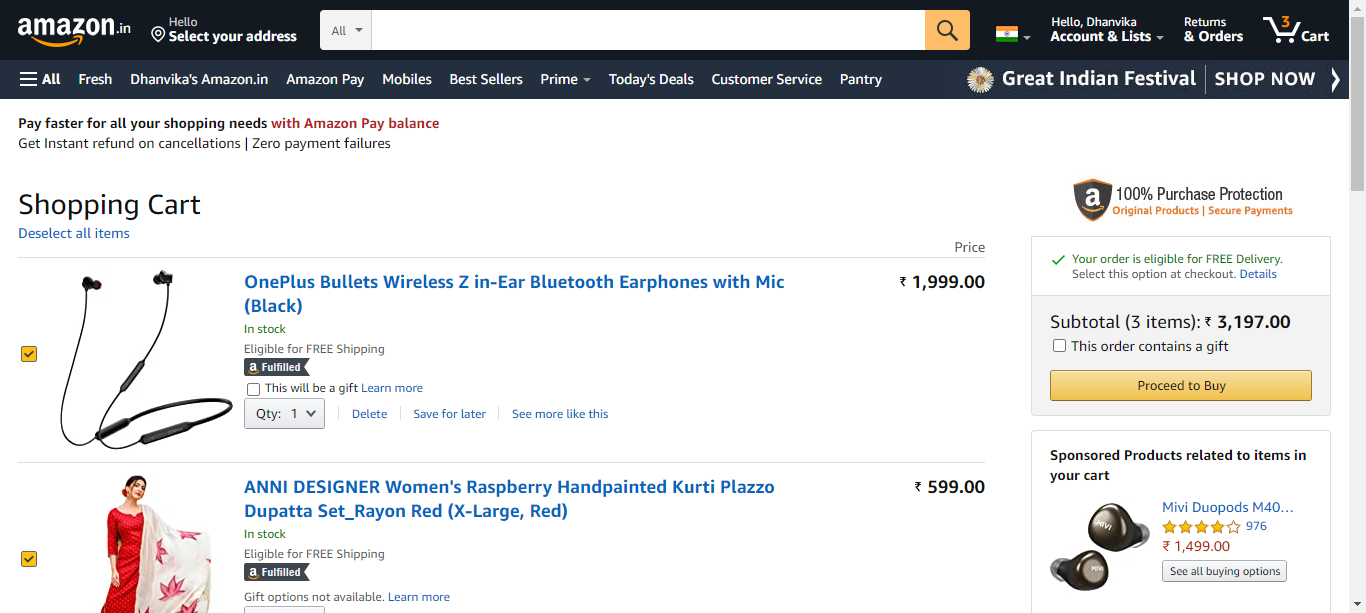 amazon.in
Hello
Select your address
All
Hello, Dhanvika
Account & Lists
Returns
& Orders
3
Cart
All
Fresh
Dhanvika's Amazon.in
Amazon Pay
Mobiles
Best Sellers
Prime
Today's Deals
Customer Service
Pantry
Great Indian Festival | SHOP NOW
Pay faster for all your shopping needs with Amazon Pay balance
Get Instant refund on cancellations | Zero payment failures
Shopping Cart
Deselect all items
Price
OnePlus Bullets Wireless Z in-Ear Bluetooth Earphones with Mic
(Black)
₹ 1,999.00
In stock
Eligible for FREE Shipping
a Fulfilled
This will be a gift Learn more
Qty: 1
Delete
Save for later
See more like this
ANNI DESIGNER Women's Raspberry Handpainted Kurti Plazzo
Dupatta Set_Rayon Red (X-Large, Red)
₹ 599.00
In stock
Eligible for FREE Shipping
a Fulfilled
Gift options not available. Learn more
a
100% Purchase Protection
Original Products | Secure Payments
Your order is eligible for FREE Delivery.
Select this option at checkout. Details
Subtotal (3 items): ₹ 3,197.00
This order contains a gift
Proceed to Buy
Sponsored Products related to items in
your cart
MIVI
MIVI
Mivi Duopods M40...
976
₹ 1,499.00
See all buying options